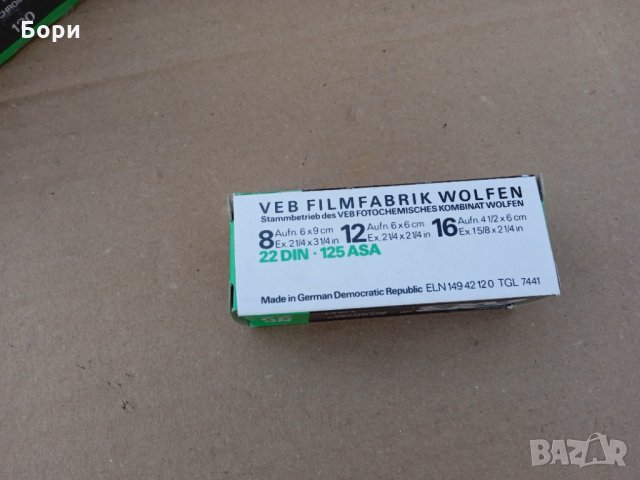 CHROM
120
Бори
VEB FILMFABRIK WOLFEN
Stammbetrieb des VEB FOTOCHEMISCHES KOMBINAT WOLFEN
8 Aufn. 6 x 9 cm 12 Aufn. 6 x 6 cm 16 Aufn. 4 1/2 x 6 cm
Ex. 2 1/4 x 3 1/4 in Ex. 2 1/4 x 2 1/4 in Ex. 1 5/8 x 2 1/4 in
22 DIN · 125 ASA
Made in German Democratic Republic ELN 149 42 12 0 TGL 7441
BAZAR